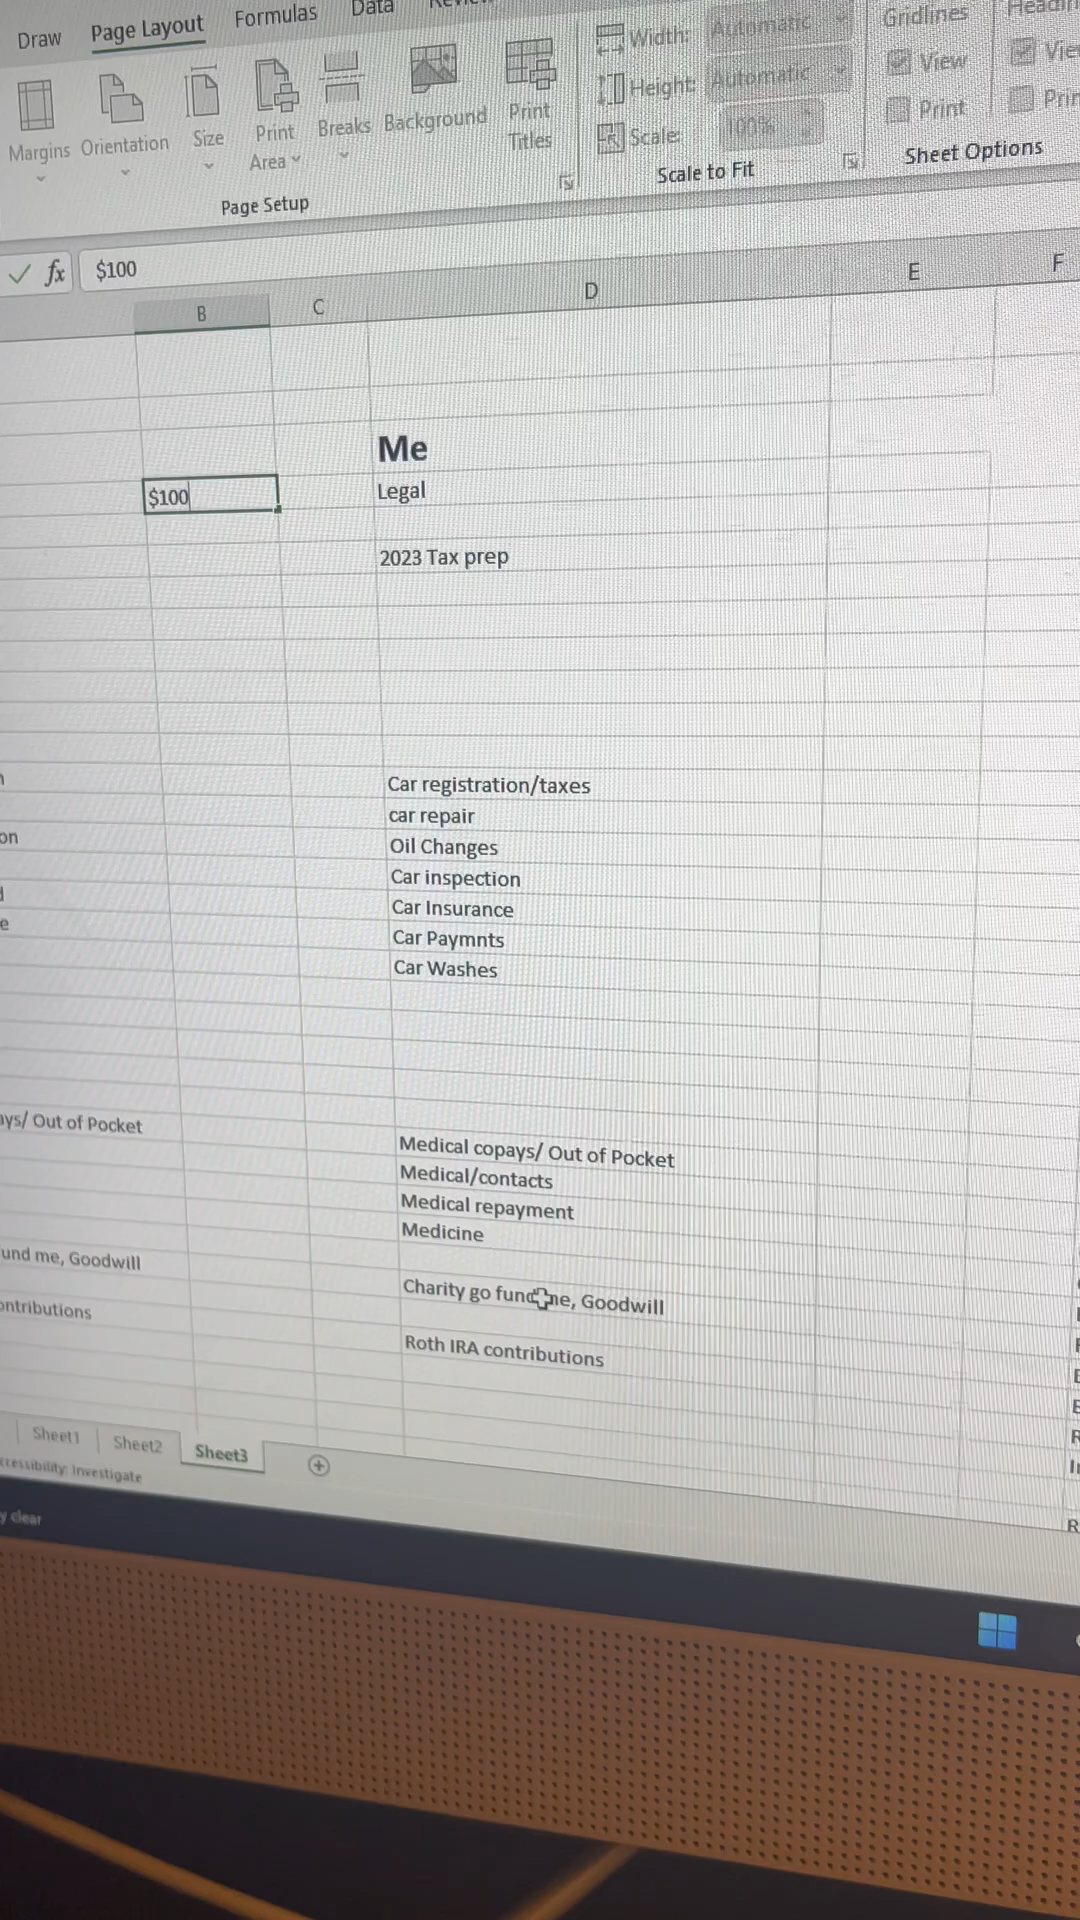 Draw Page Layout Formulas Data
Margins Orientation Size Print Area Breaks Background Print Titles
Width: Automatic
Height: Automatic
Scale: 100%
Gridlines
View View
Print
Page Setup Scale to Fit Sheet Options
fx $100
B C D E F
Me
$100 Legal
2023 Tax prep
Car registration/taxes
car repair
Oil Changes
Car inspection
Car Insurance
Car Paymnts
Car Washes
Out of Pocket Medical copays/ Out of Pocket
Medical/contacts
Medical repayment
Medicine
me, Goodwill Charity go fund me, Goodwill
Roth IRA contributions
Sheet1 Sheet2 Sheet3
Investigate
clear